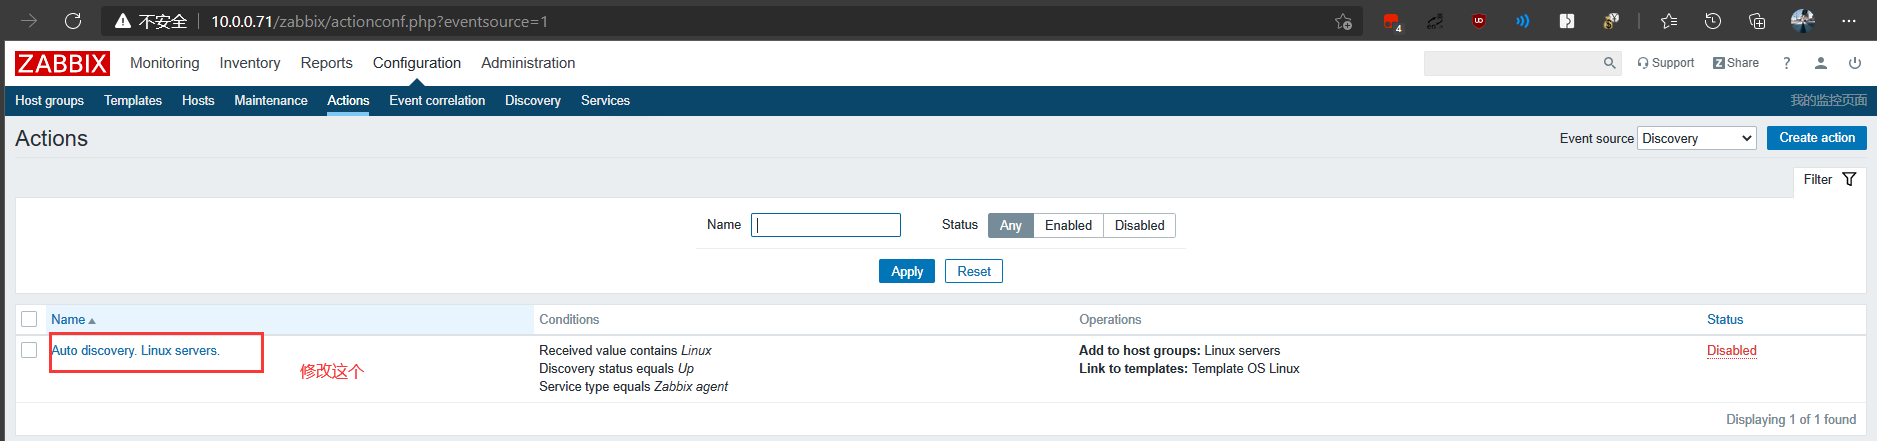 不安全 10.0.0.71/zabbix/actionconf.php?eventsource=1 4
ZABBIX Monitoring Inventory Reports Configuration Administration Support Z Share ?
Host groups Templates Hosts Maintenance Actions Event correlation Discovery Services 我的监控页面
Actions Event source Discovery Create action
Filter
Name Status Any Enabled Disabled
Apply Reset
Name Conditions Operations Status
Auto discovery. Linux servers. Received value contains Linux Add to host groups: Linux servers Disabled
修改这个 Discovery status equals Up Link to templates: Template OS Linux
Service type equals Zabbix agent
Displaying 1 of 1 found